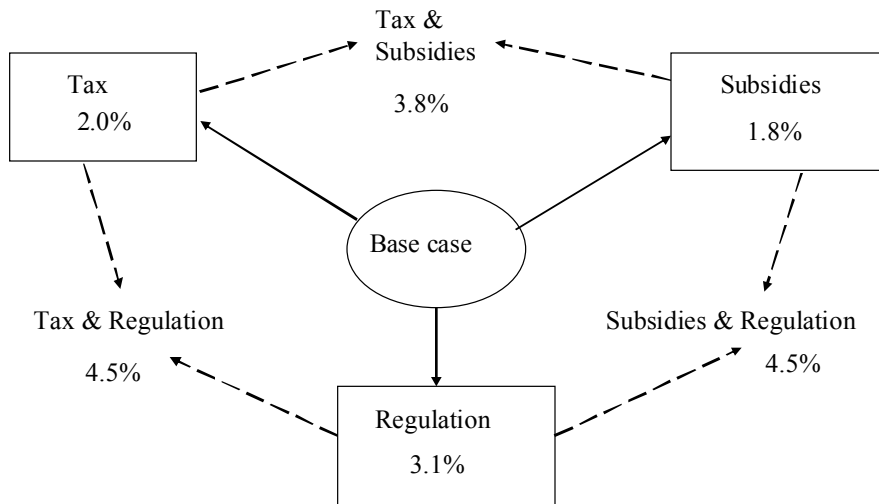 Tax &
Subsidies
3.8%
Tax
2.0%
Subsidies
1.8%
Base case
Tax & Regulation
4.5%
Subsidies & Regulation
4.5%
Regulation
3.1%